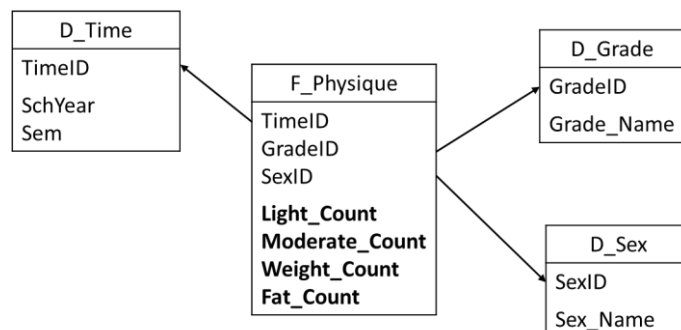 D_Time
TimeID
SchYear
Sem
F_Physique
TimeID
GradeID
SexID
Light_Count
Moderate_Count
Weight_Count
Fat_Count
D_Grade
GradeID
Grade_Name
D_Sex
SexID
Sex_Name